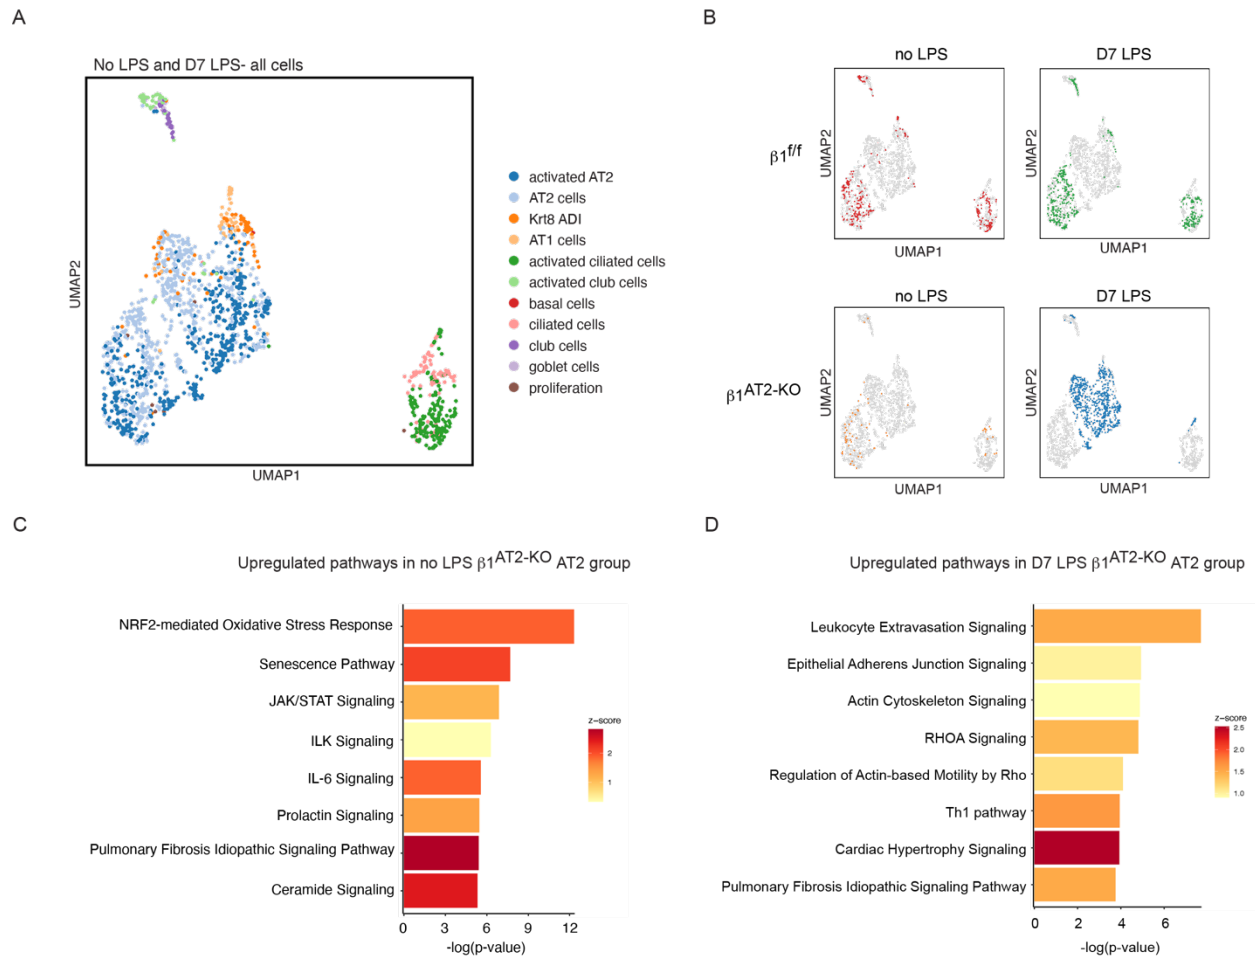 A
B
No LPS and D7 LPS- all cells
UMAP2
UMAP1
activated AT2
AT2 cells
Krt8 ADI
AT1 cells
activated ciliated cells
activated club cells
basal cells
ciliated cells
club cells
goblet cells
proliferation
no LPS
D7 LPS
β1f/f
UMAP2
UMAP1
UMAP2
UMAP1
no LPS
D7 LPS
β1AT2-KO
UMAP2
UMAP1
UMAP2
UMAP1
C
Upregulated pathways in no LPS β1AT2-KO AT2 group
NRF2-mediated Oxidative Stress Response
Senescence Pathway
JAK/STAT Signaling
ILK Signaling
IL-6 Signaling
Prolactin Signaling
Pulmonary Fibrosis Idiopathic Signaling Pathway
Ceramide Signaling
z-score
2
1
0 3 6 9 12
-log(p-value)
D
Upregulated pathways in D7 LPS β1AT2-KO AT2 group
Leukocyte Extravasation Signaling
Epithelial Adherens Junction Signaling
Actin Cytoskeleton Signaling
RHOA Signaling
Regulation of Actin-based Motility by Rho
Th1 pathway
Cardiac Hypertrophy Signaling
Pulmonary Fibrosis Idiopathic Signaling Pathway
z-score
2.5
2.0
1.5
1.0
0 2 4 6
-log(p-value)